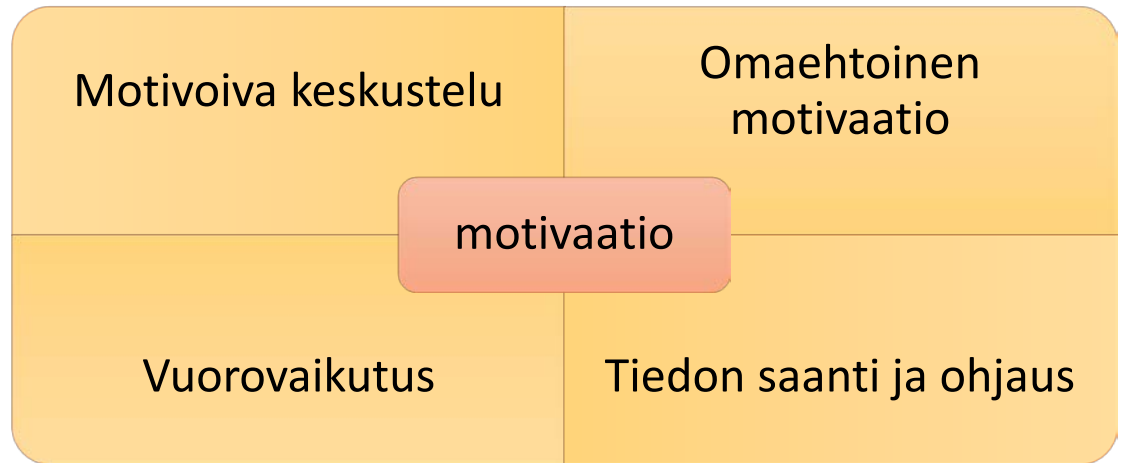 Motivoiva keskustelu
Omaehtoinen
motivaatio
motivaatio
Vuorovaikutus
Tiedon saanti ja ohjaus